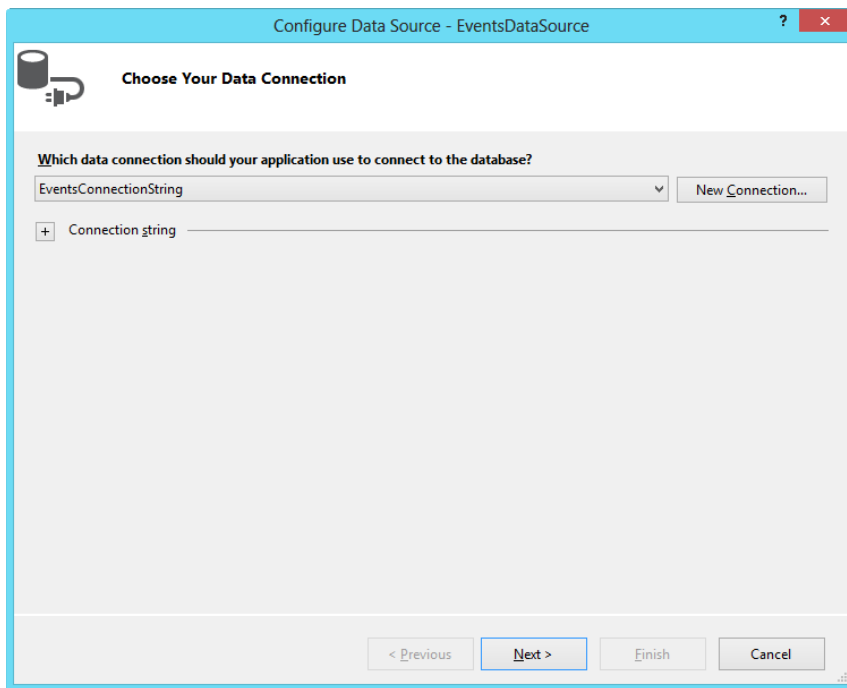 Configure Data Source - EventsDataSource
?
Choose Your Data Connection
Which data connection should your application use to connect to the database?
EventsConnectionString
New Connection...
+ Connection string
< Previous Next > Finish Cancel